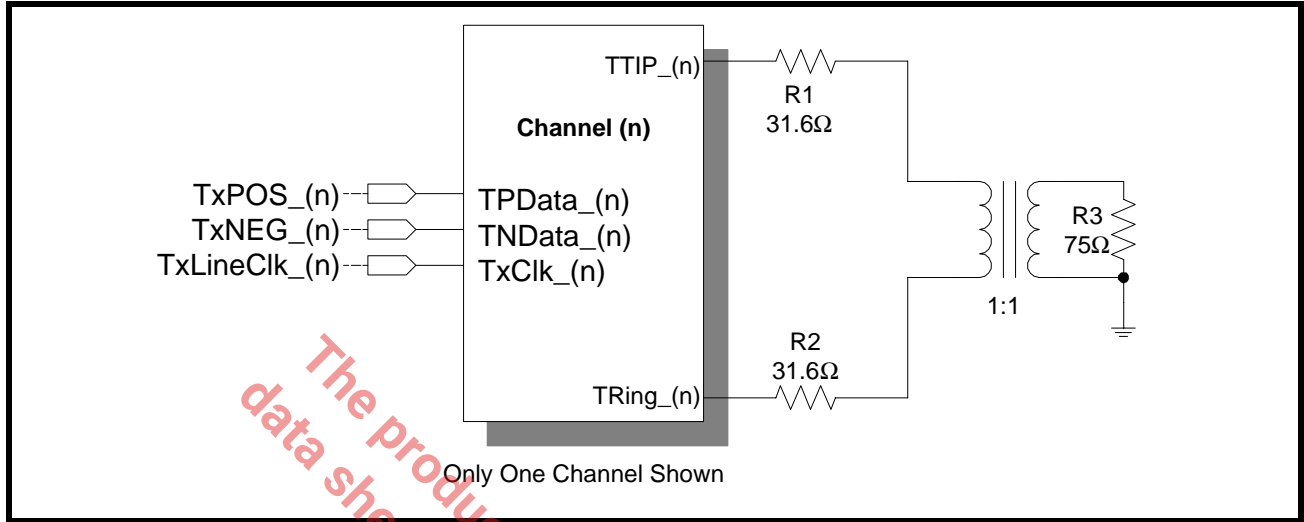 TTIP_(n)
R1
31.6Ω
Channel (n)
TxPOS_(n)
TPData_(n)
TxNEG_(n)
TNData_(n)
TxLineClk_(n)
TxClk_(n)
R3
75Ω
1:1
R2
31.6Ω
TRing_(n)
Only One Channel Shown
The produ
data she